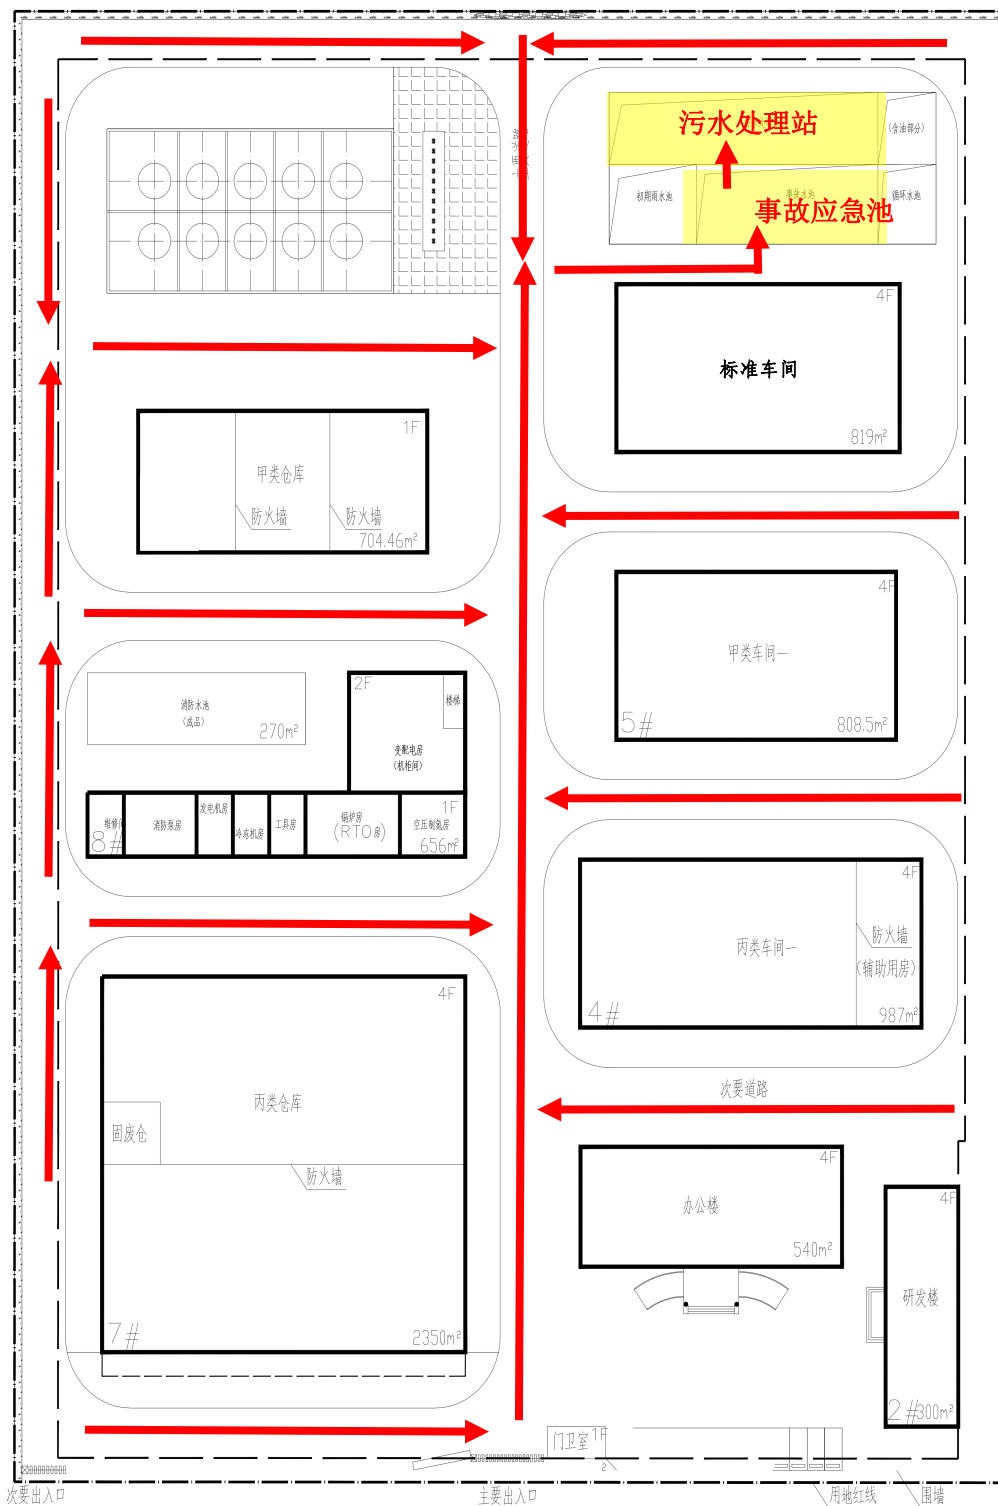 污水处理站
(含油部分)
初期雨水池
事故水池
循环水池
事故应急池
4F
标准车间
819m²
1F
甲类仓库
防火墙
防火墙
704.46m²
4F
甲类车间一
5#
808.5m²
消防水池
(成品)
270m²
2F
楼梯
变配电房
(机柜间)
维修间
8#
消防泵房
发电机房
冷冻机房
工具房
锅炉房
(RTO房)
1F
空压制氮房
656m²
4F
丙类车间一
防火墙
(辅助用房)
4#
987m²
4F
丙类仓库
固废仓
防火墙
7#
2350m²
次要道路
4F
办公楼
540m²
4F
研发楼
2#
300m²
门卫室
1F
次要出入口
主要出入口
用地红线
围墙